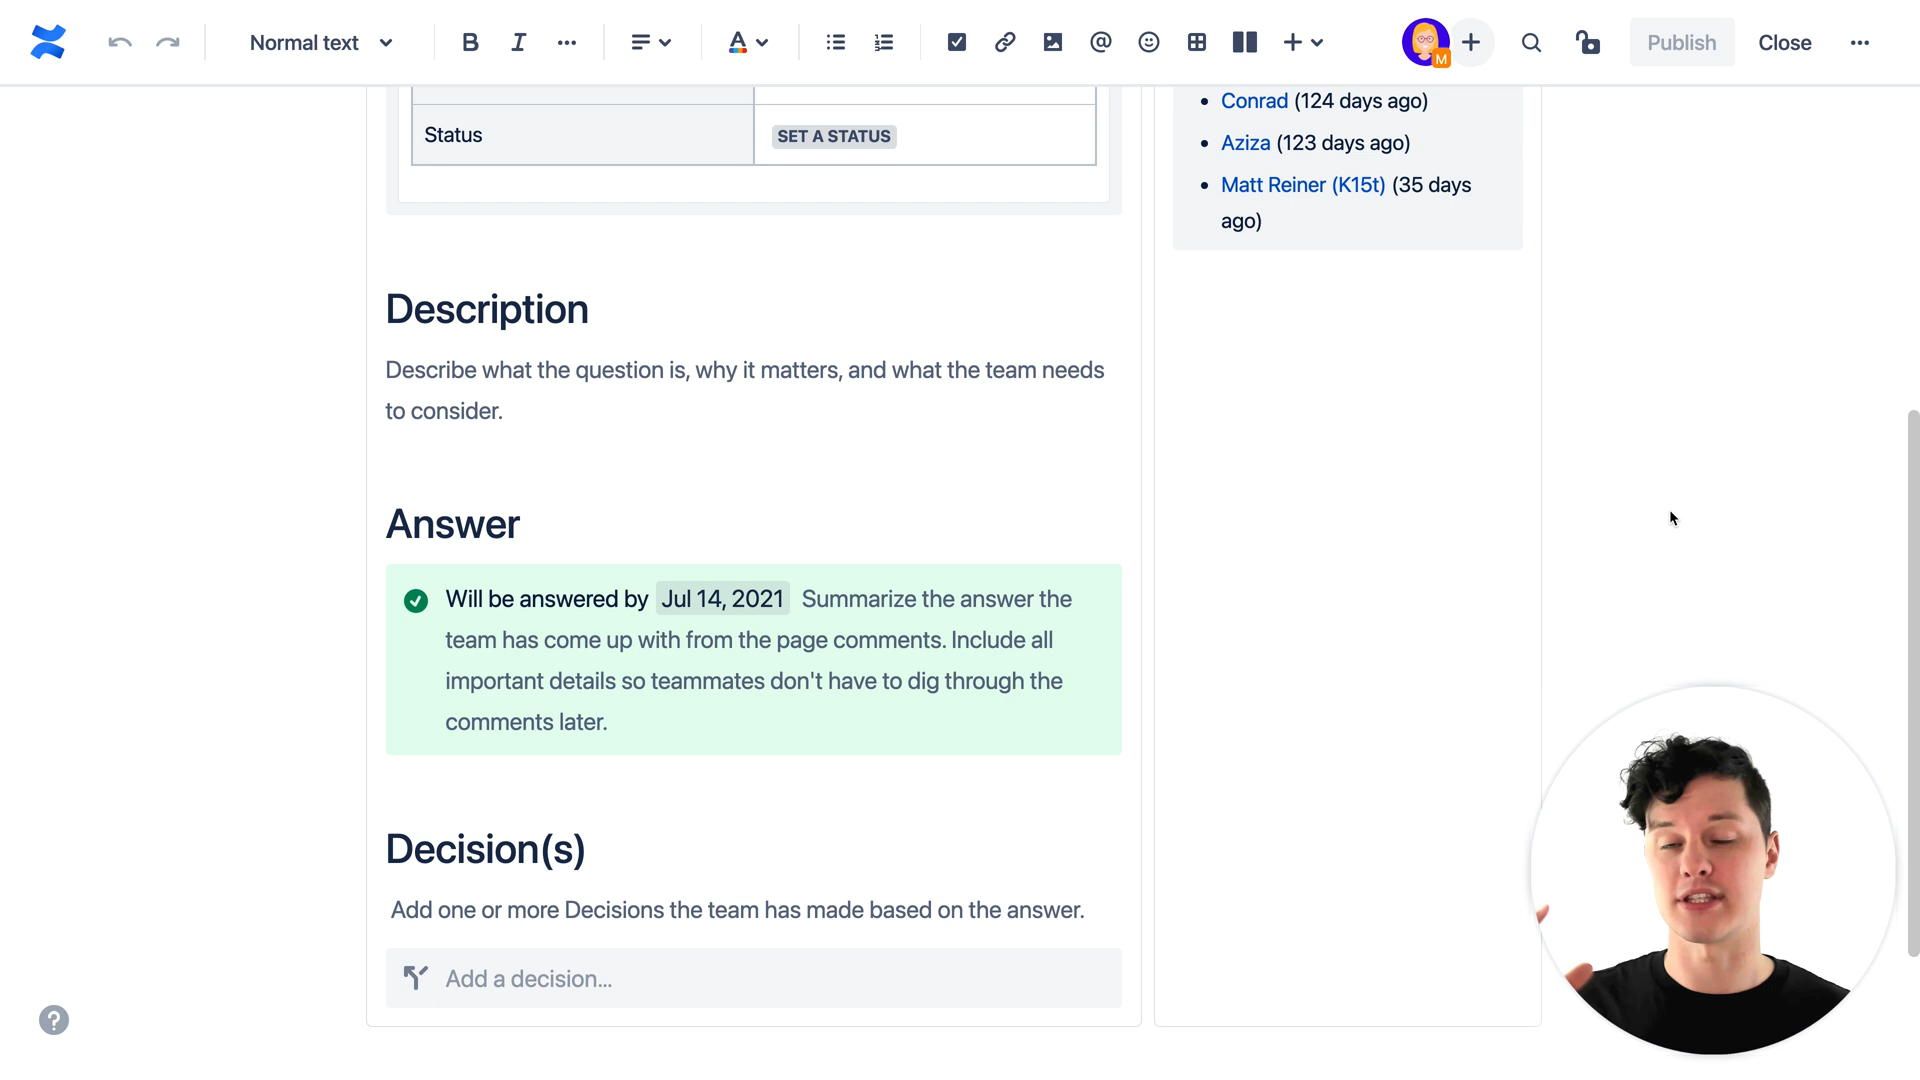 Normal text
B
I
A
M
Publish
Close
Status
SET A STATUS
Conrad (124 days ago)
Aziza (123 days ago)
Matt Reiner (K15t) (35 days
ago)
Description
Describe what the question is, why it matters, and what the team needs
to consider.
Answer
Will be answered by Jul 14, 2021 Summarize the answer the
team has come up with from the page comments. Include all
important details so teammates don't have to dig through the
comments later.
Decision(s)
Add one or more Decisions the team has made based on the answer.
Add a decision...
?